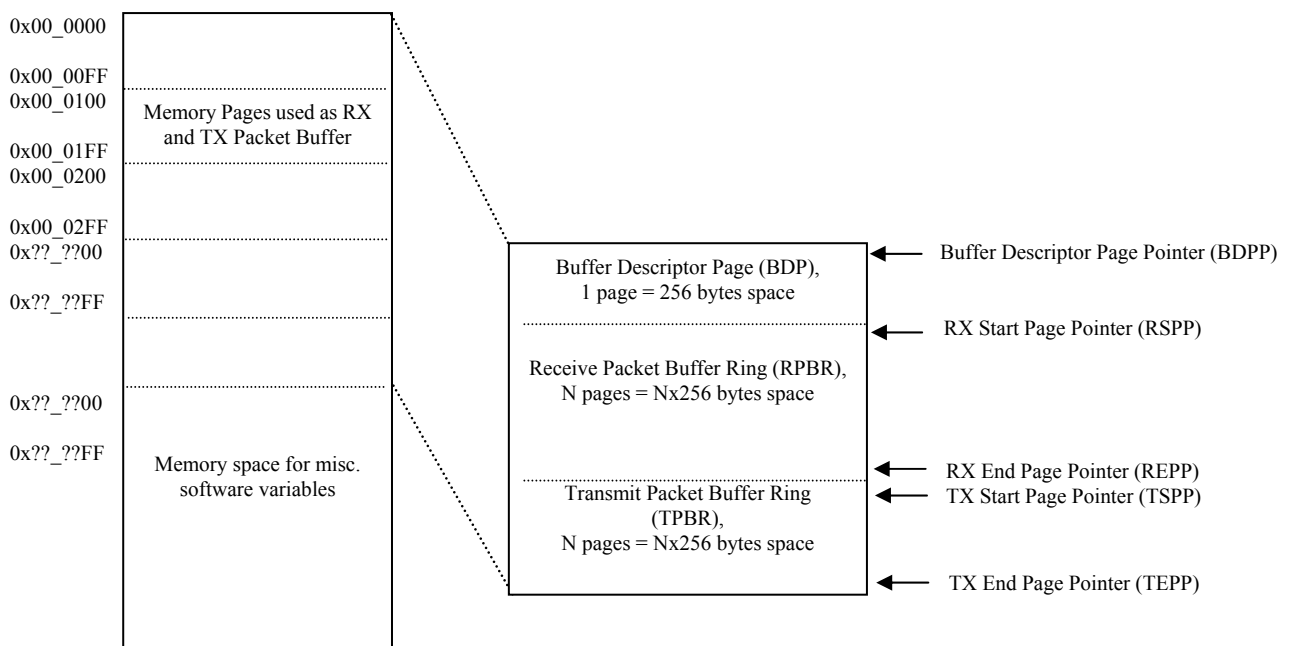 0x00_0000
0x00_00FF
0x00_0100
Memory Pages used as RX
and TX Packet Buffer
0x00_01FF
0x00_0200
0x00_02FF
0x??_??00
0x??_??FF
0x??_??00
0x??_??FF
Memory space for misc.
software variables
Buffer Descriptor Page (BDP),
1 page = 256 bytes space
Receive Packet Buffer Ring (RPBR),
N pages = Nx256 bytes space
Transmit Packet Buffer Ring
(TPBR),
N pages = Nx256 bytes space
Buffer Descriptor Page Pointer (BDPP)
RX Start Page Pointer (RSPP)
RX End Page Pointer (REPP)
TX Start Page Pointer (TSPP)
TX End Page Pointer (TEPP)